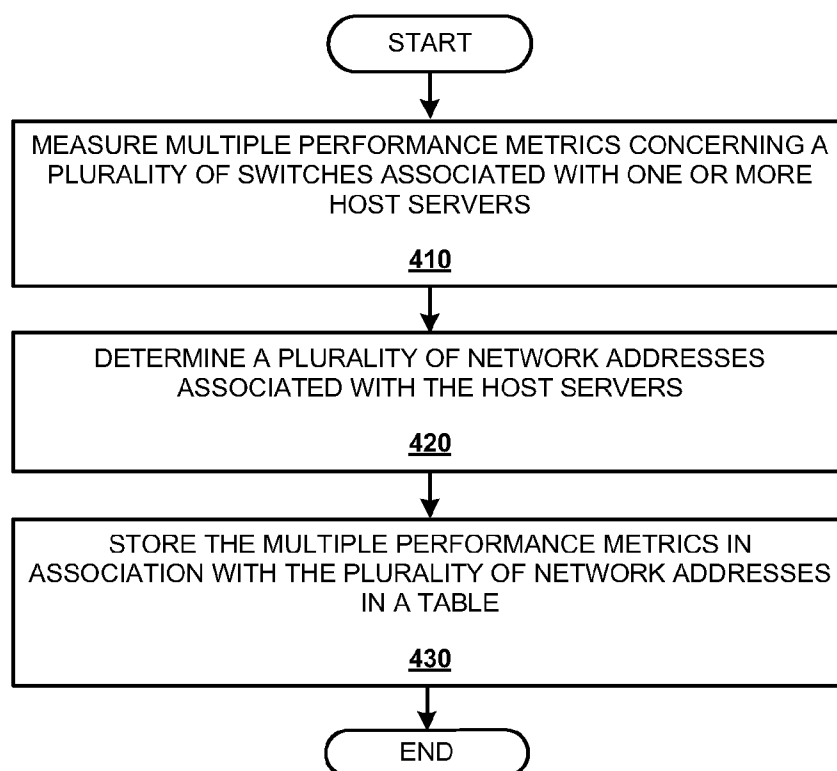 START
MEASURE MULTIPLE PERFORMANCE METRICS CONCERNING A
PLURALITY OF SWITCHES ASSOCIATED WITH ONE OR MORE
HOST SERVERS
410
DETERMINE A PLURALITY OF NETWORK ADDRESSES
ASSOCIATED WITH THE HOST SERVERS
420
STORE THE MULTIPLE PERFORMANCE METRICS IN
ASSOCIATION WITH THE PLURALITY OF NETWORK ADDRESSES
IN A TABLE
430
END